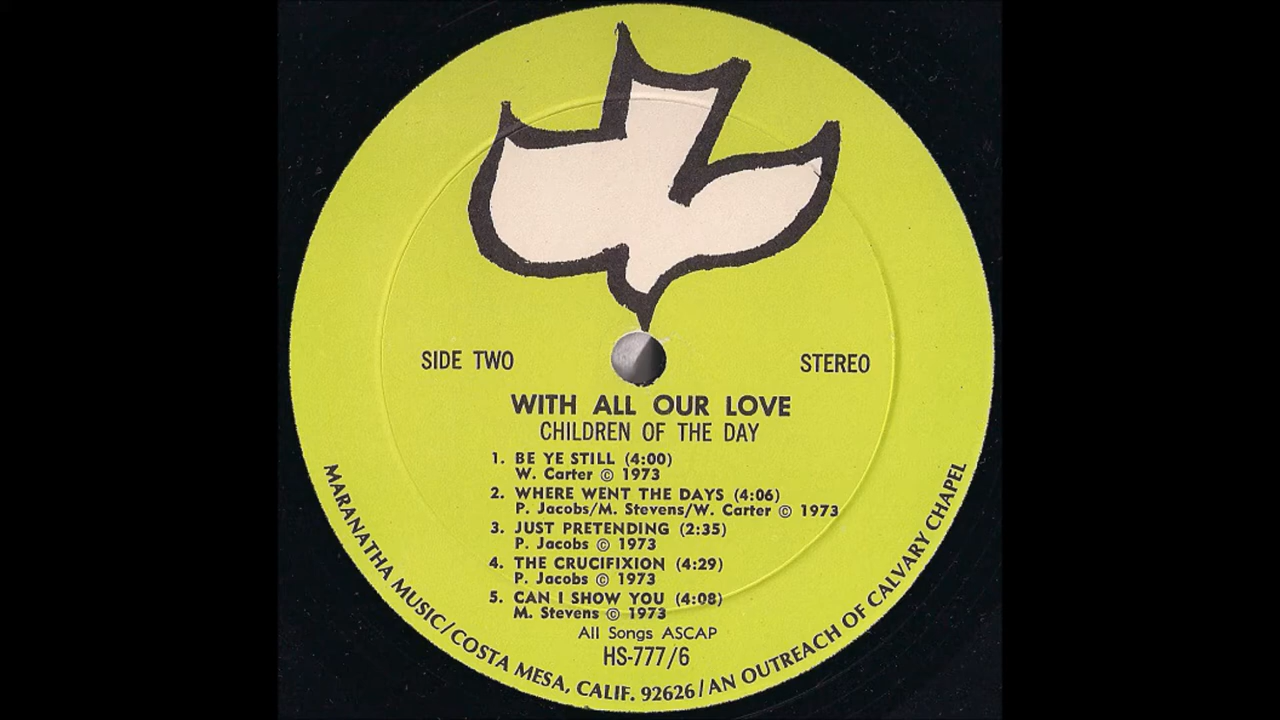 SIDE TWO
STEREO
WITH ALL OUR LOVE
CHILDREN OF THE DAY
1. BE YE STILL (4:00)
W. Carter © 1973
2. WHERE WENT THE DAYS (4:06)
P. Jacobs/M. Stevens/W. Carter © 1973
3. JUST PRETENDING (2:35)
P. Jacobs © 1973
4. THE CRUCIFIXION (4:29)
P. Jacobs © 1973
5. CAN I SHOW YOU (4:08)
M. Stevens © 1973
All Songs ASCAP
HS-777/6
MARANATHA MUSIC/COSTA MESA, CALIF. 92626/AN OUTREACH OF CALVARY CHAPEL